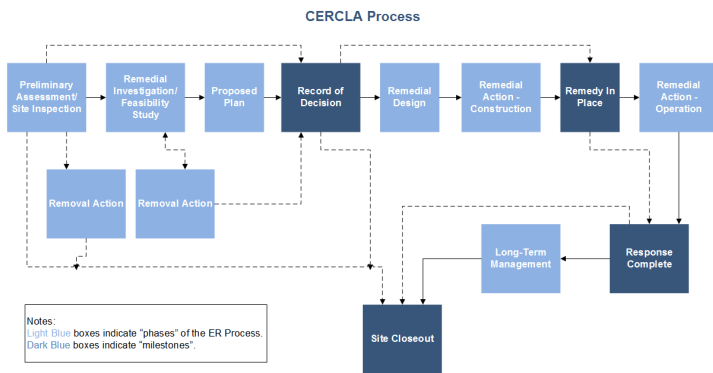 CERCLA Process
Preliminary
Assessment/
Site Inspection
Remedial
Investigation/
Feasibility
Study
Proposed
Plan
Record of
Decision
Remedial
Design
Remedial
Action -
Construction
Remedy In
Place
Remedial
Action -
Operation
Removal Action
Removal Action
Long-Term
Management
Response
Complete
Site Closeout
Notes:
Light Blue boxes indicate "phases" of the ER Process.
Dark Blue boxes indicate "milestones".